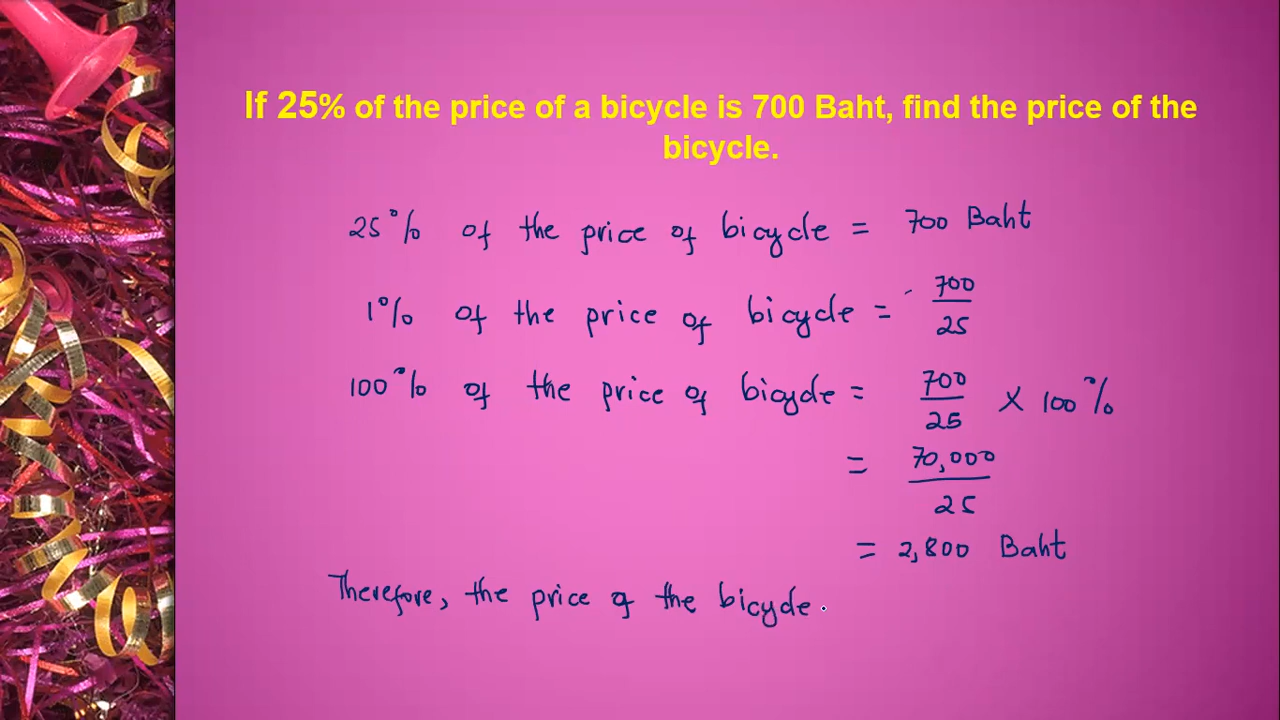 If 25% of the price of a bicycle is 700 Baht, find the price of the
bicycle.
25% of the price of bicycle = 700 Baht
1% of the price of bicycle = 700/25
100% of the price of bicycle = 700/25 × 100%
= 70,000/25
= 2,800 Baht
Therefore, the price of the bicycle